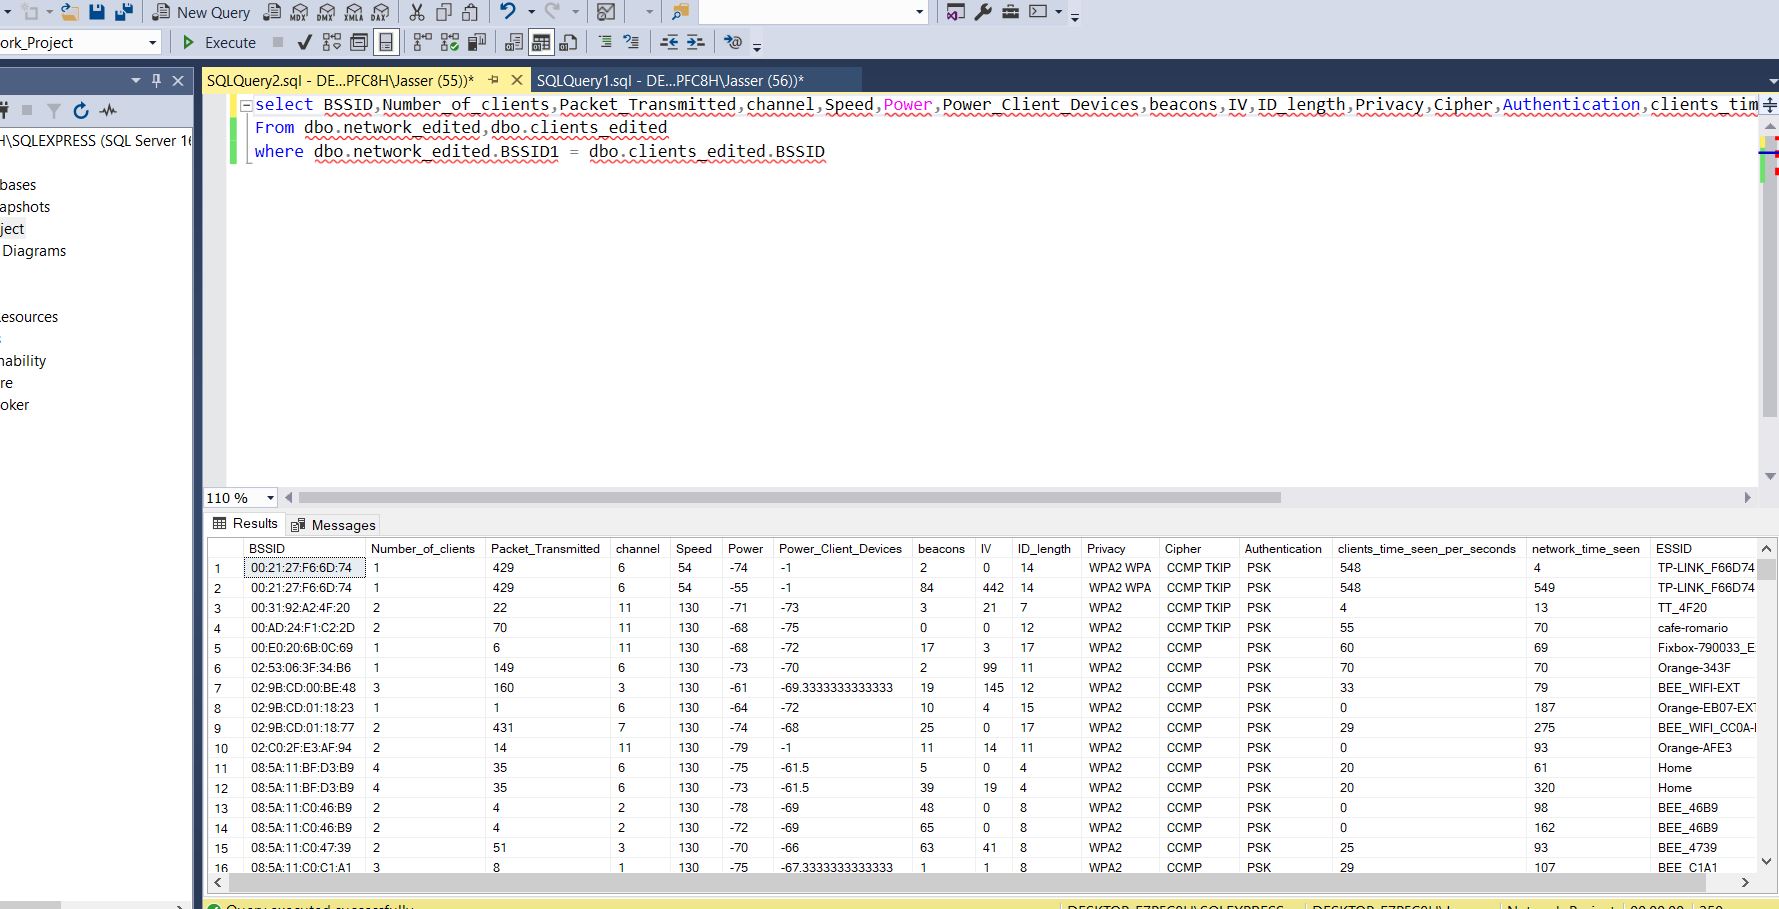 New Query MDX DMX XMLA DAX
ork_Project Execute
SQLQuery2.sql - DE...PFC8H\Jasser (55))* SQLQuery1.sql - DE...PFC8H\Jasser (56))*
H\SQLEXPRESS (SQL Server 16
bases
apshots
ject
Diagrams
esources
nability
re
oker
select BSSID,Number_of_clients,Packet_Transmitted,channel,Speed,Power,Power_Client_Devices,beacons,IV,ID_length,Privacy,Cipher,Authentication,clients_tim
From dbo.network_edited,dbo.clients_edited
where dbo.network_edited.BSSID1 = dbo.clients_edited.BSSID
110 %
Results Messages
BSSID Number_of_clients Packet_Transmitted channel Speed Power Power_Client_Devices beacons IV ID_length Privacy Cipher Authentication clients_time_seen_per_seconds network_time_seen ESSID
1 00:21:27:F6:6D:74 1 429 6 54 -74 -1 2 0 14 WPA2 WPA CCMP TKIP PSK 548 4 TP-LINK_F66D74
2 00:21:27:F6:6D:74 1 429 6 54 -55 -1 84 442 14 WPA2 WPA CCMP TKIP PSK 548 549 TP-LINK_F66D74
3 00:31:92:A2:4F:20 2 22 11 130 -71 -73 3 21 7 WPA2 CCMP TKIP PSK 4 13 TT_4F20
4 00:AD:24:F1:C2:2D 2 70 11 130 -68 -75 0 0 12 WPA2 CCMP TKIP PSK 55 70 cafe-romario
5 00:E0:20:6B:0C:69 1 6 11 130 -68 -72 17 3 17 WPA2 CCMP PSK 60 69 Fixbox-790033_E
6 02:53:06:3F:34:B6 1 149 6 130 -73 -70 2 99 11 WPA2 CCMP PSK 70 70 Orange-343F
7 02:9B:CD:00:BE:48 3 160 3 130 -61 -69.3333333333333 19 145 12 WPA2 CCMP PSK 33 79 BEE_WIFI-EXT
8 02:9B:CD:01:18:23 1 1 6 130 -64 -72 10 4 15 WPA2 CCMP PSK 0 187 Orange-EB07-EXT
9 02:9B:CD:01:18:77 2 431 7 130 -74 -68 25 0 17 WPA2 CCMP PSK 29 275 BEE_WIFI_CC0A-
10 02:C0:2F:E3:AF:94 2 14 11 130 -79 -1 11 14 11 WPA2 CCMP PSK 0 93 Orange-AFE3
11 08:5A:11:BF:D3:B9 4 35 6 130 -75 -61.5 5 0 4 WPA2 CCMP PSK 20 61 Home
12 08:5A:11:BF:D3:B9 4 35 6 130 -73 -61.5 39 19 4 WPA2 CCMP PSK 20 320 Home
13 08:5A:11:C0:46:B9 2 4 2 130 -78 -69 48 0 8 WPA2 CCMP PSK 0 98 BEE_46B9
14 08:5A:11:C0:46:B9 2 4 2 130 -72 -69 65 0 8 WPA2 CCMP PSK 0 162 BEE_46B9
15 08:5A:11:C0:47:39 2 51 3 130 -70 -66 63 41 8 WPA2 CCMP PSK 25 93 BEE_4739
16 08:5A:11:C0:C1:A1 3 8 1 130 -75 -67.3333333333333 1 1 8 WPA2 CCMP PSK 29 107 BEE_C1A1
Query executed successfully